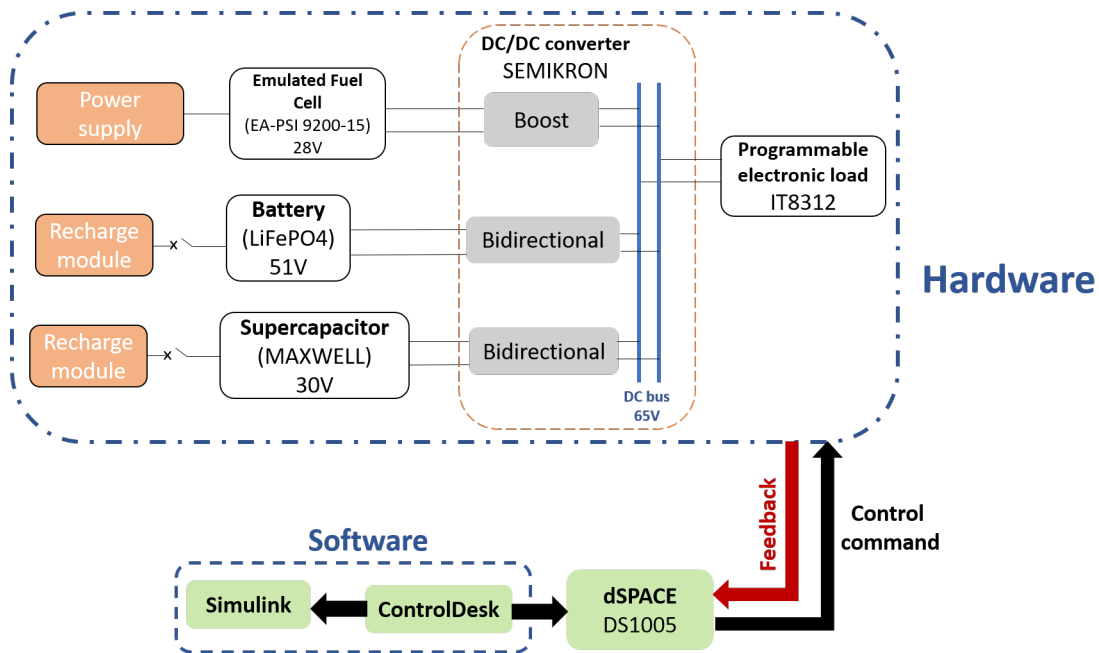 DC/DC converter
SEMIKRON
Power
supply
Emulated Fuel
Cell
(EA-PSI 9200-15)
28V
Boost
Programmable
electronic load
IT8312
Recharge
module
Battery
(LiFePO4)
51V
Bidirectional
Hardware
Recharge
module
Supercapacitor
(MAXWELL)
30V
Bidirectional
DC bus
65V
Feedback
Control
command
Software
Simulink
ControlDesk
dSPACE
DS1005